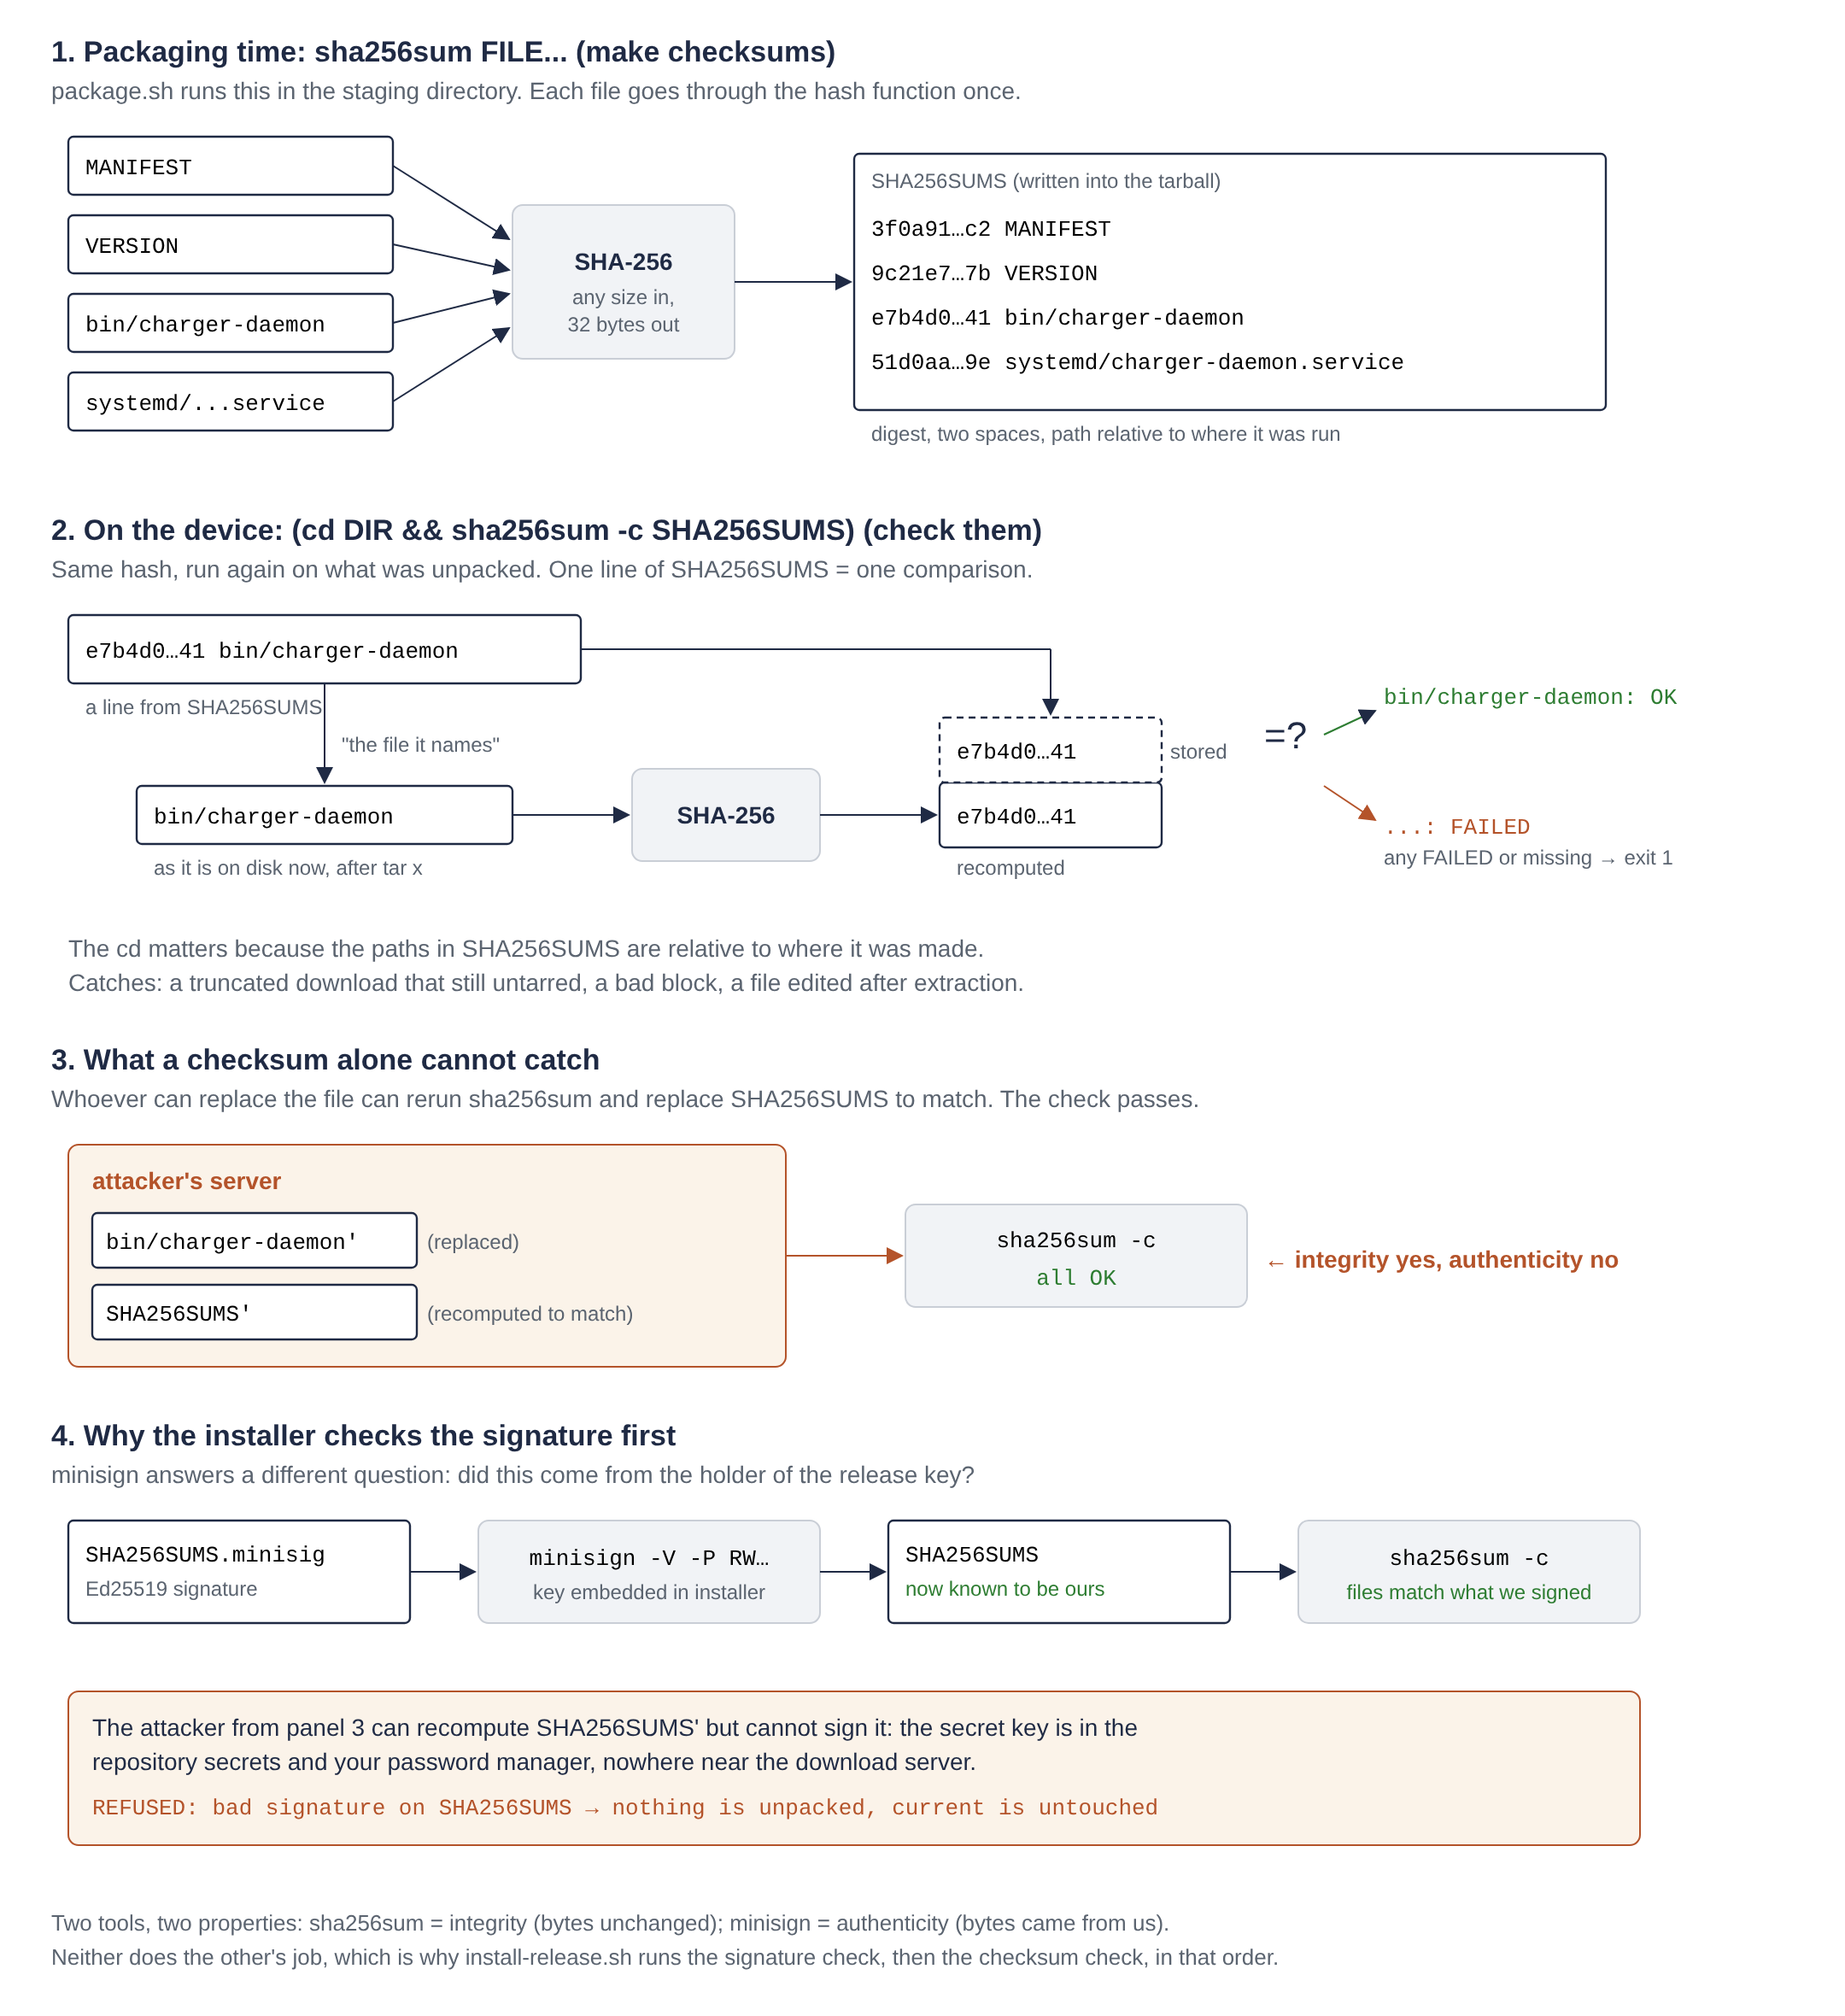 1. Packaging time: sha256sum FILE... (make checksums)
package.sh runs this in the staging directory. Each file goes through the hash function once.
MANIFEST
VERSION
bin/charger-daemon
systemd/...service
SHA-256
any size in,
32 bytes out
SHA256SUMS (written into the tarball)
3f0a91…c2 MANIFEST
9c21e7…7b VERSION
e7b4d0…41 bin/charger-daemon
51d0aa…9e systemd/charger-daemon.service
digest, two spaces, path relative to where it was run
2. On the device: (cd DIR && sha256sum -c SHA256SUMS) (check them)
Same hash, run again on what was unpacked. One line of SHA256SUMS = one comparison.
e7b4d0…41 bin/charger-daemon
a line from SHA256SUMS
"the file it names"
bin/charger-daemon
as it is on disk now, after tar x
SHA-256
e7b4d0…41
stored
e7b4d0…41
recomputed
=?
bin/charger-daemon: OK
...: FAILED
any FAILED or missing → exit 1
The cd matters because the paths in SHA256SUMS are relative to where it was made.
Catches: a truncated download that still untarred, a bad block, a file edited after extraction.
3. What a checksum alone cannot catch
Whoever can replace the file can rerun sha256sum and replace SHA256SUMS to match. The check passes.
attacker's server
bin/charger-daemon'
(replaced)
SHA256SUMS'
(recomputed to match)
sha256sum -c
all OK
← integrity yes, authenticity no
4. Why the installer checks the signature first
minisign answers a different question: did this come from the holder of the release key?
SHA256SUMS.minisig
Ed25519 signature
minisign -V -P RW…
key embedded in installer
SHA256SUMS
now known to be ours
sha256sum -c
files match what we signed
The attacker from panel 3 can recompute SHA256SUMS' but cannot sign it: the secret key is in the
repository secrets and your password manager, nowhere near the download server.
REFUSED: bad signature on SHA256SUMS → nothing is unpacked, current is untouched
Two tools, two properties: sha256sum = integrity (bytes unchanged); minisign = authenticity (bytes came from us).
Neither does the other's job, which is why install-release.sh runs the signature check, then the checksum check, in that order.